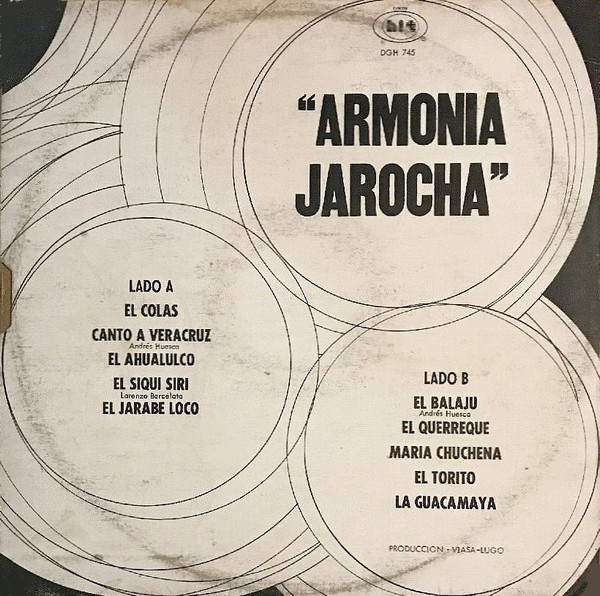 hit
DGH 745
"ARMONIA
JAROCHA"
LADO A
EL COLAS
CANTO A VERACRUZ
Andrés Huesca
EL AHUALULCO
EL SIQUI SIRI
Lorenzo Barcelata
EL JARABE LOCO
LADO B
EL BALAJU
Andrés Huesca
EL QUERREQUE
MARIA CHUCHENA
EL TORITO
LA GUACAMAYA
PRODUCCION - VIASA-LUGO